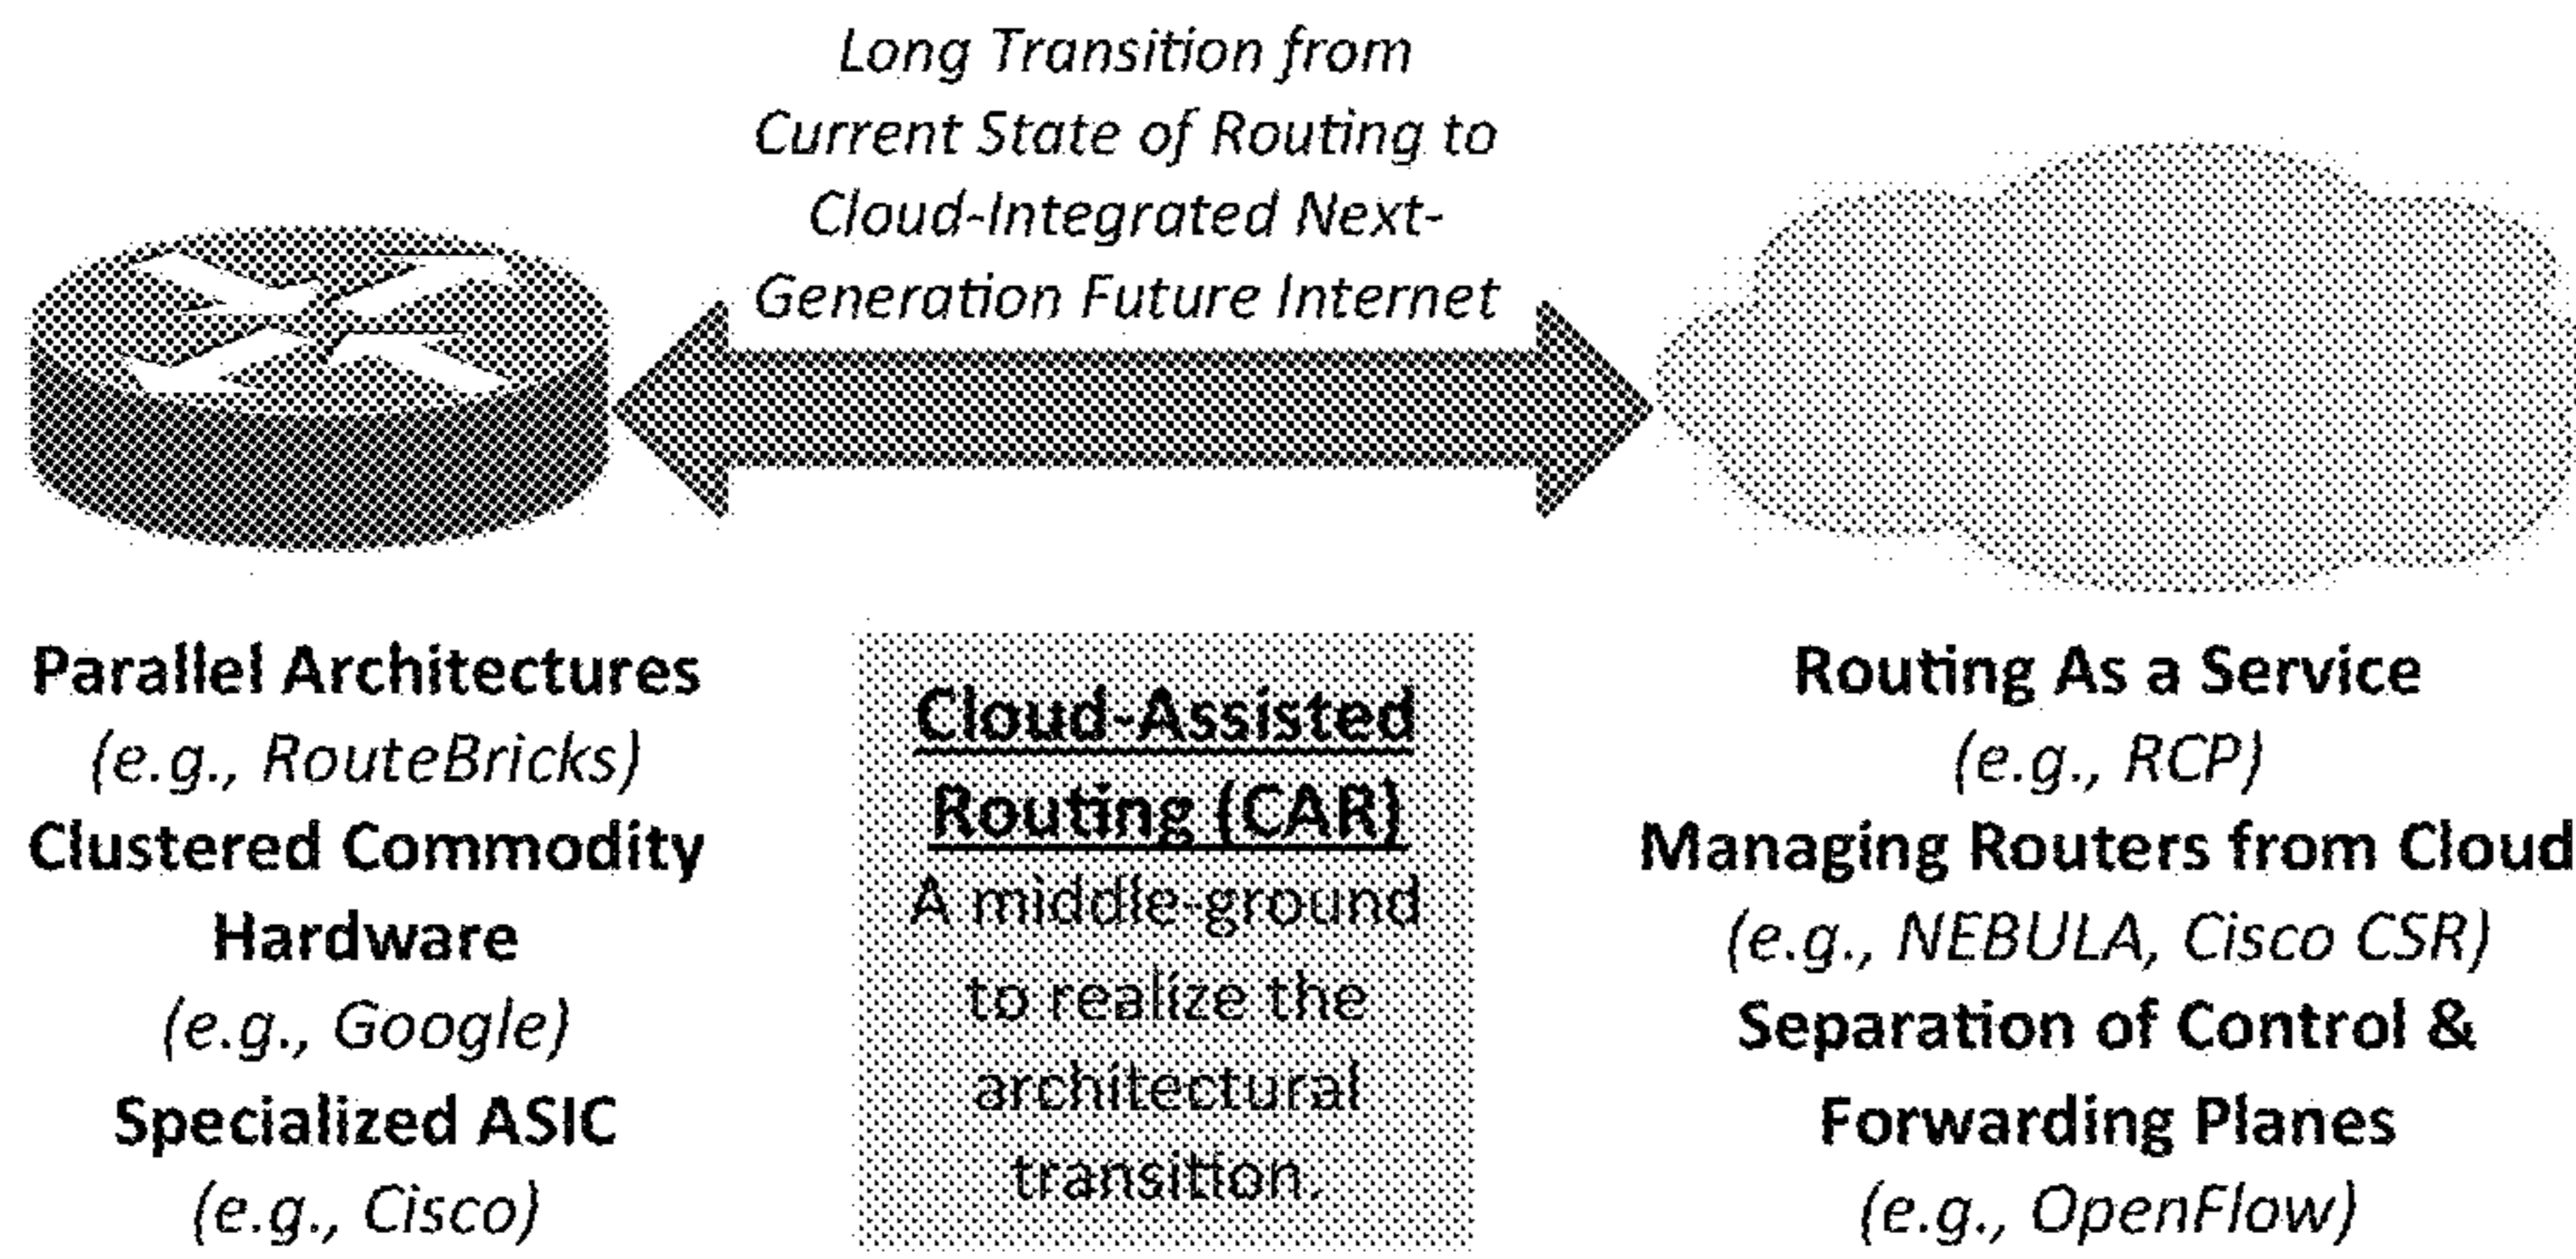 Long Transition from
Current State of Routing to
Cloud-Integrated Next-
Generation Future Internet
Parallel Architectures
(e.g., RouteBricks)
Clustered Commodity
Hardware
(e.g., Google)
Specialized ASIC
(e.g., Cisco)
Cloud-Assisted
Routing (CAR)
A middle-ground
to realize the
architectural
transition.
Routing As a Service
(e.g., RCP)
Managing Routers from Cloud
(e.g., NEBULA, Cisco CSR)
Separation of Control &
Forwarding Planes
(e.g., OpenFlow)